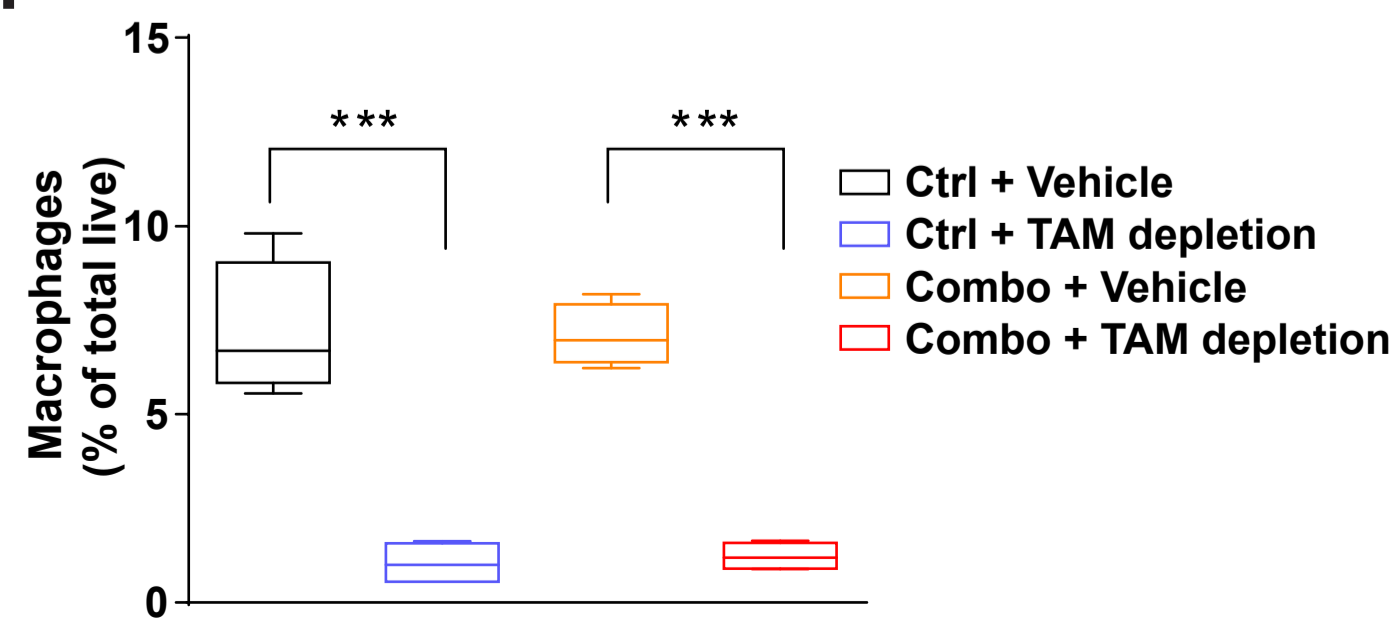 15
10
5
0
Macrophages
(% of total live)
***
***
Ctrl + Vehicle
Ctrl + TAM depletion
Combo + Vehicle
Combo + TAM depletion